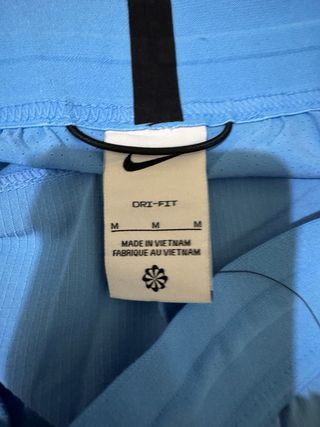 DRI-FIT
M M M
MADE IN VIETNAM
FABRIQUE AU VIETNAM